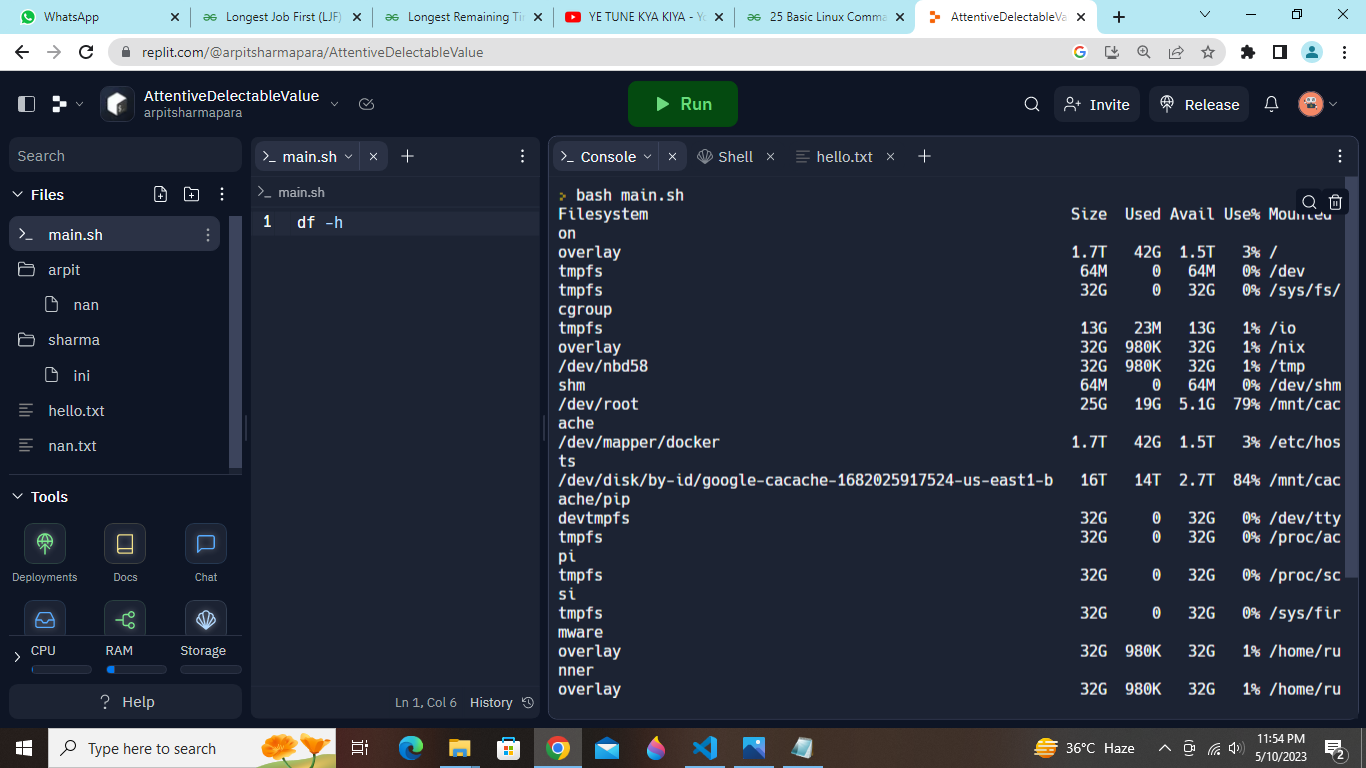 WhatsApp
Longest Job First (LJF)
Longest Remaining Ti
YE TUNE KYA KIYA - Yo
25 Basic Linux Comma
AttentiveDelectableVa
replit.com/@arpitsharmapara/AttentiveDelectableValue
AttentiveDelectableValue
arpitsharmapara
Run
Invite
Release
Search
Files
main.sh
arpit
nan
sharma
ini
hello.txt
nan.txt
Tools
Deployments
Docs
Chat
CPU
RAM
Storage
? Help
main.sh
main.sh
1 df -h
Ln 1, Col 6 History
Console
Shell
hello.txt
> bash main.sh
Filesystem Size Used Avail Use% Mounted
on
overlay 1.7T 42G 1.5T 3% /
tmpfs 64M 0 64M 0% /dev
tmpfs 32G 0 32G 0% /sys/fs/
cgroup
tmpfs 13G 23M 13G 1% /io
overlay 32G 980K 32G 1% /nix
/dev/nbd58 32G 980K 32G 1% /tmp
shm 64M 0 64M 0% /dev/shm
/dev/root 25G 19G 5.1G 79% /mnt/cac
ache
/dev/mapper/docker 1.7T 42G 1.5T 3% /etc/hos
ts
/dev/disk/by-id/google-cacache-1682025917524-us-east1-b 16T 14T 2.7T 84% /mnt/cac
ache/pip
devtmpfs 32G 0 32G 0% /dev/tty
tmpfs 32G 0 32G 0% /proc/ac
pi
tmpfs 32G 0 32G 0% /proc/sc
si
tmpfs 32G 0 32G 0% /sys/fir
mware
overlay 32G 980K 32G 1% /home/ru
nner
overlay 32G 980K 32G 1% /home/ru
Type here to search
36°C Haze
11:54 PM
5/10/2023
2